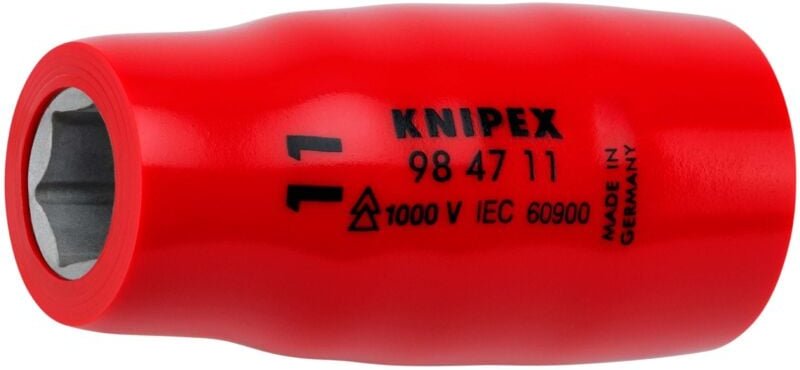 11
KNIPEX
98 47 11
1000 V IEC 60900
MADE IN
GERMANY